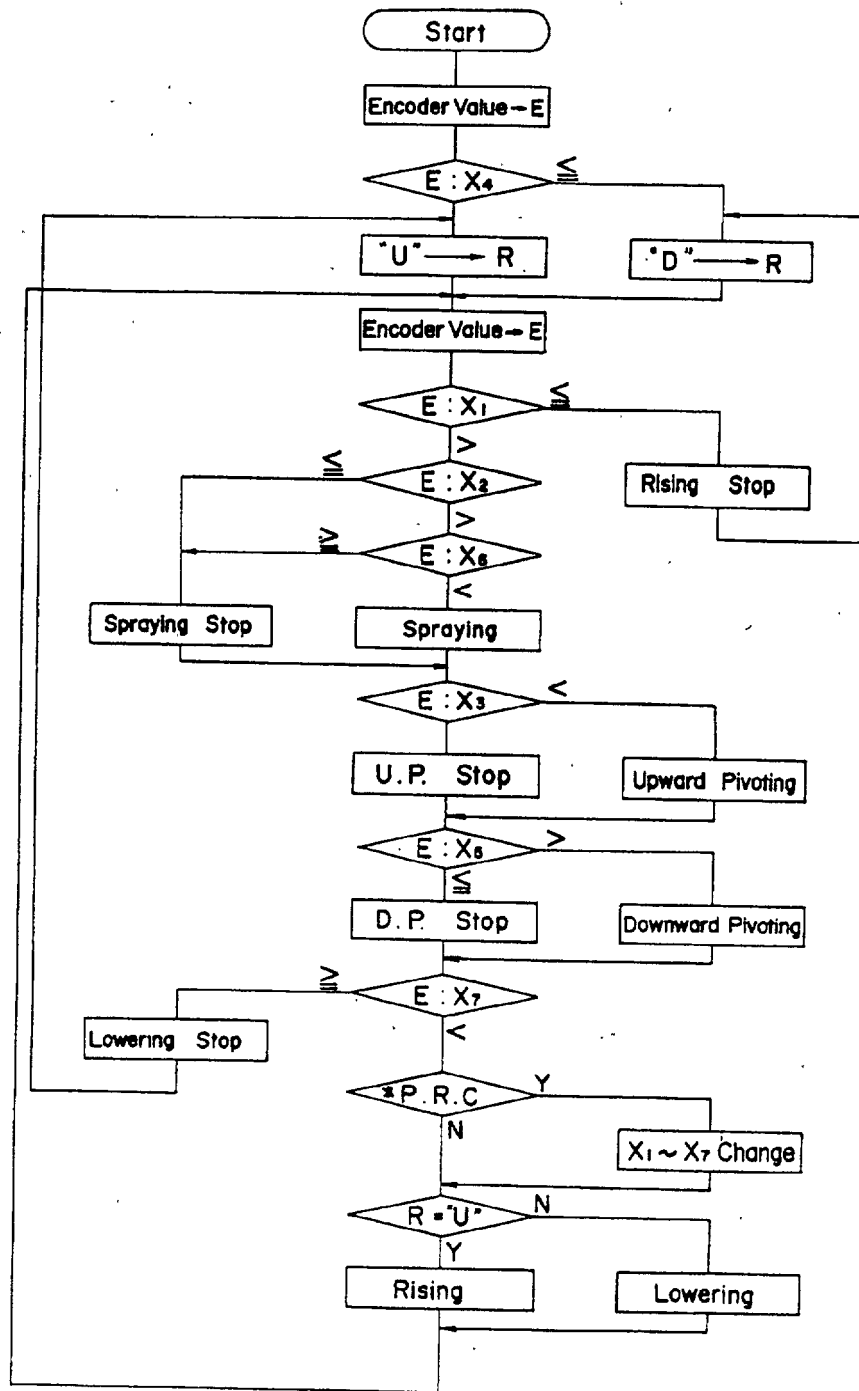 Start
Encoder Value → E
E : X4
≦
"U" → R
"D" → R
Encoder Value → E
E : X1
≦
>
≦
E : X2
Rising Stop
>
≧
E : X6
<
Spraying Stop
Spraying
E : X3
<
U.P. Stop
Upward Pivoting
E : X5
>
≦
D.P. Stop
Downward Pivoting
≧
E : X7
Lowering Stop
<
*P.R.C
Y
N
X1 ~ X7 Change
R = "U"
N
Y
Rising
Lowering